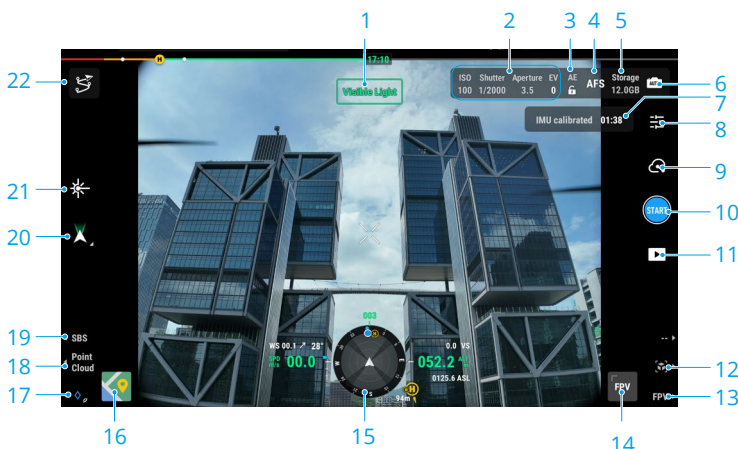 1 2 3 4 5
17:10
H
ISO Shutter Aperture EV AE AFS Storage
100 1/2000 3.5 0 12.0GB
Visible Light
IMU calibrated 01:38
22
6
7
8
9
21
START
10
20
11
003
19 SBS
WS 00.1 28°
0.0 VS
18 Point
Cloud
SPD
m/s
00.0
W E S
052.2
ALT
0125.6 ASL
12
17
94m
H
FPV
FPV 13
16 15 14